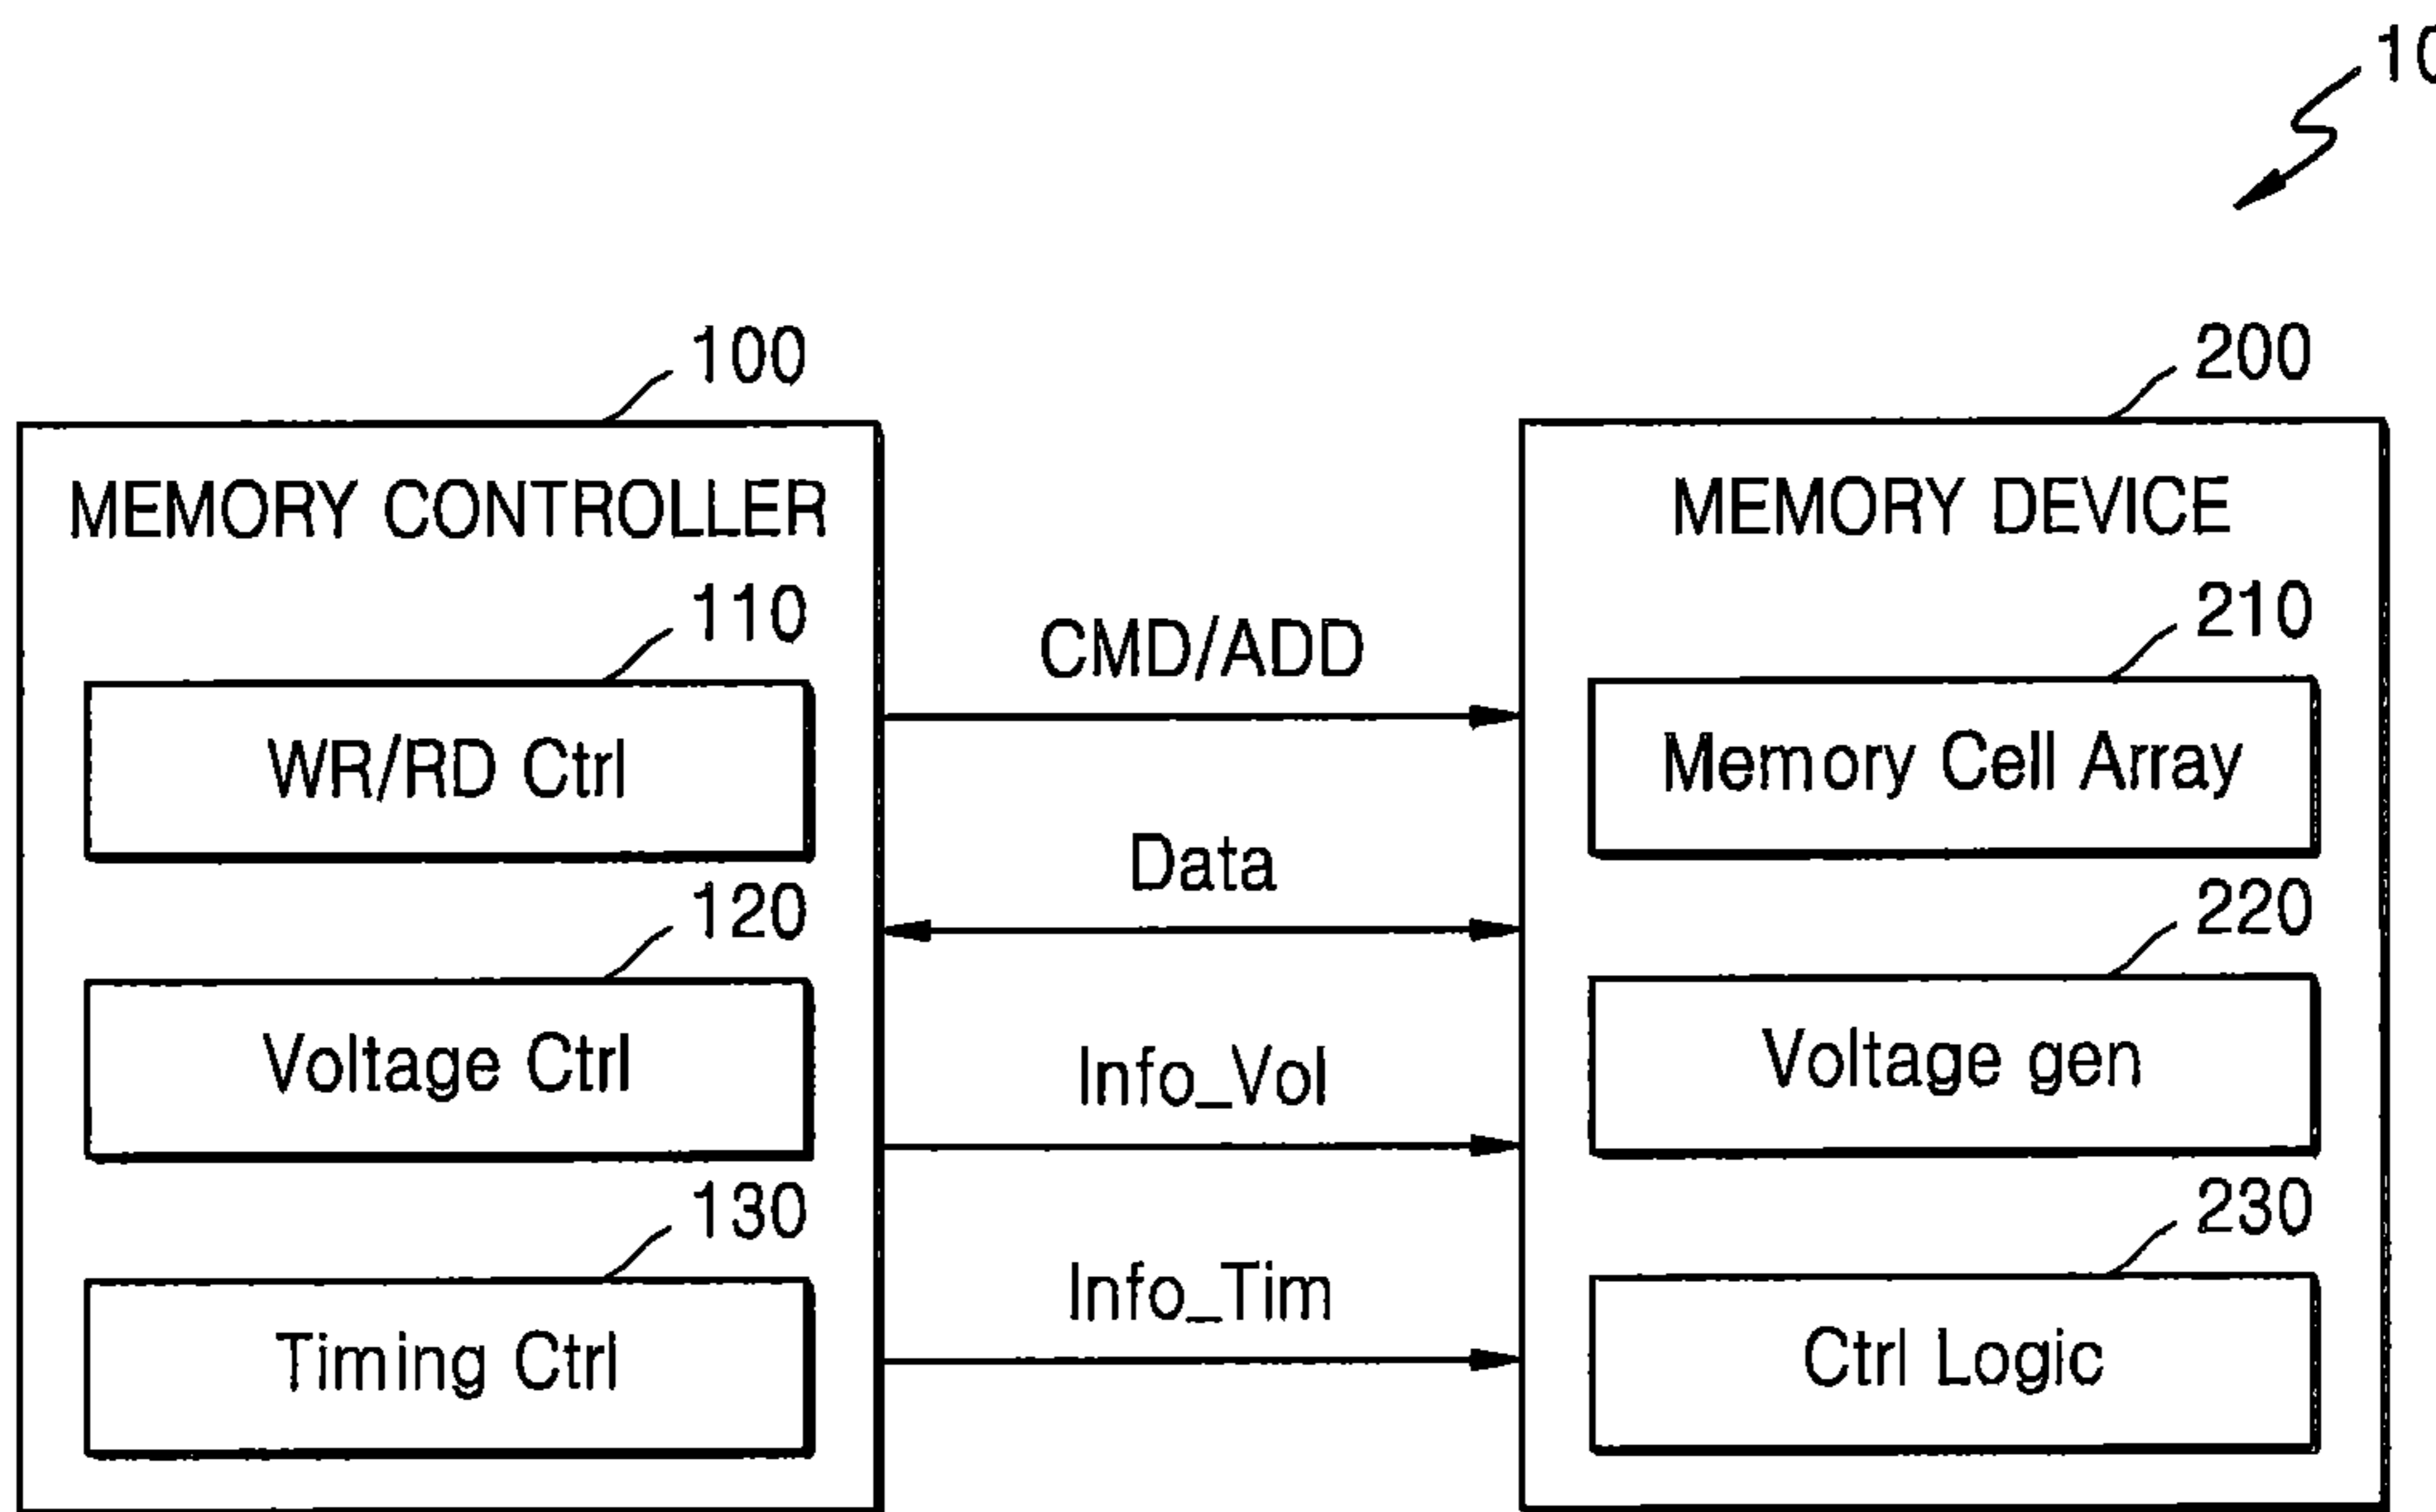 10
100
200
MEMORY CONTROLLER
MEMORY DEVICE
110
210
CMD/ADD
WR/RD Ctrl
Memory Cell Array
Data
120
220
Voltage Ctrl
Info_Vol
Voltage gen
130
230
Info_Tim
Timing Ctrl
Ctrl Logic